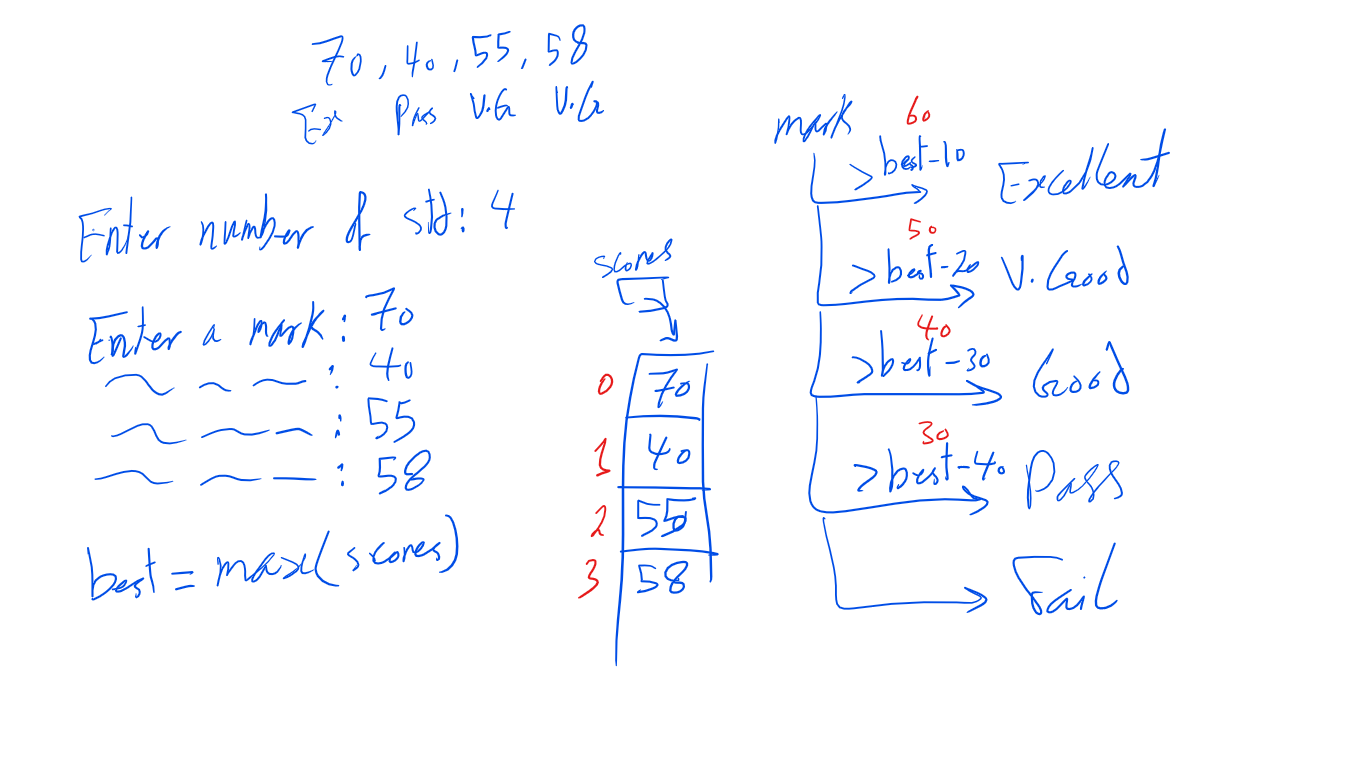 70, 40, 55, 58
Ex Pass V.G V.G
Enter number of std: 4
Enter a mark: 70
: 40
: 55
: 58
best = max(scores)
scores
0 70
1 40
2 55
3 58
mark
60
>best-10 Excellent
50
>best-20 V.Good
40
>best-30 Good
30
>best-40 Pass
Fail